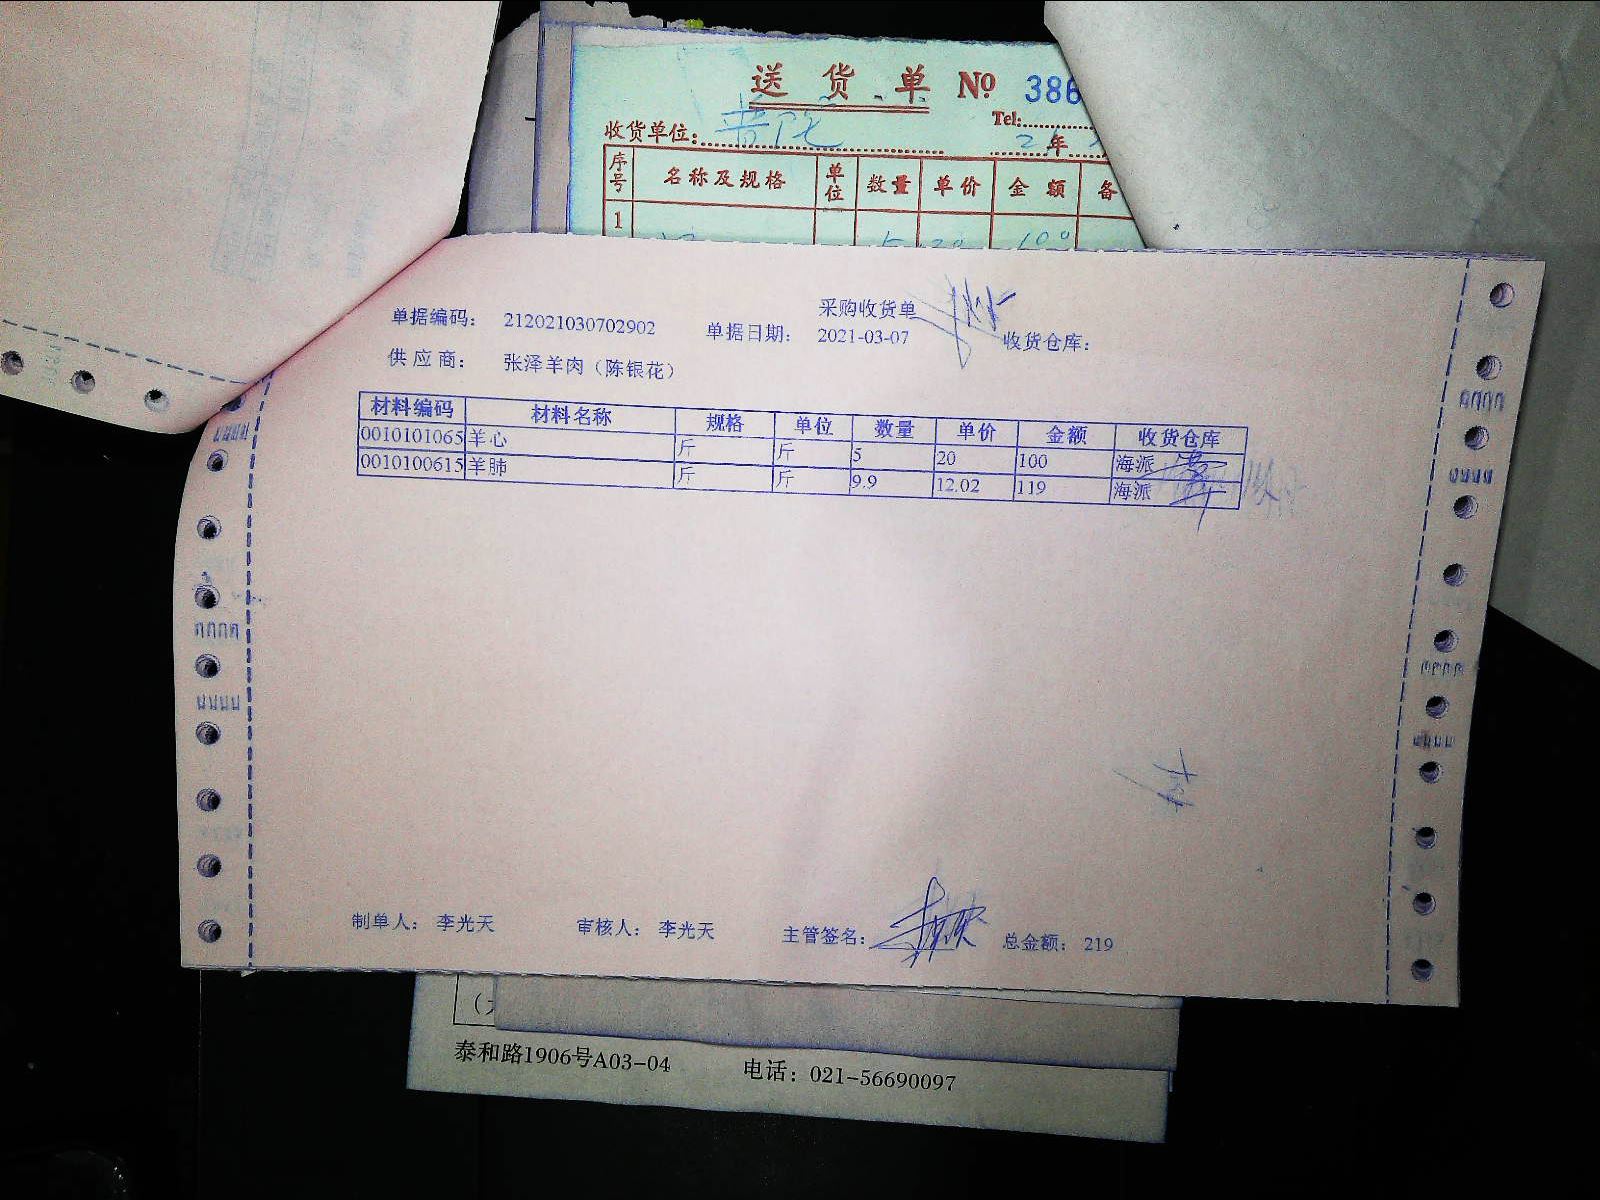 送货单 No 386
Tel:
收货单位: 普陀
21年
序号 名称及规格 单位 数量 单价 金额 备
1
采购收货单
单据编码: 212021030702902 单据日期: 2021-03-07 收货仓库:
供应商: 张泽羊肉（陈银花）
材料编码 材料名称 规格 单位 数量 单价 金额 收货仓库
0010101065 羊心 斤 斤 5 20 100 海派
0010100615 羊肺 斤 斤 9.9 12.02 119 海派
制单人: 李光天 审核人: 李光天 主管签名: 总金额: 219
泰和路1906号A03-04 电话: 021-56690097